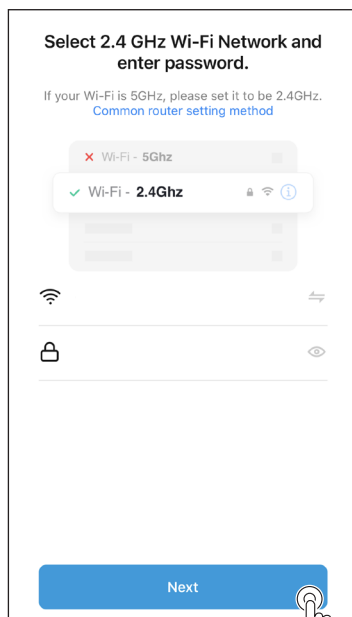 Select 2.4 GHz Wi-Fi Network and
enter password.
If your Wi-Fi is 5GHz, please set it to be 2.4GHz.
Common router setting method
Wi-Fi - 5Ghz
Wi-Fi - 2.4Ghz
Next